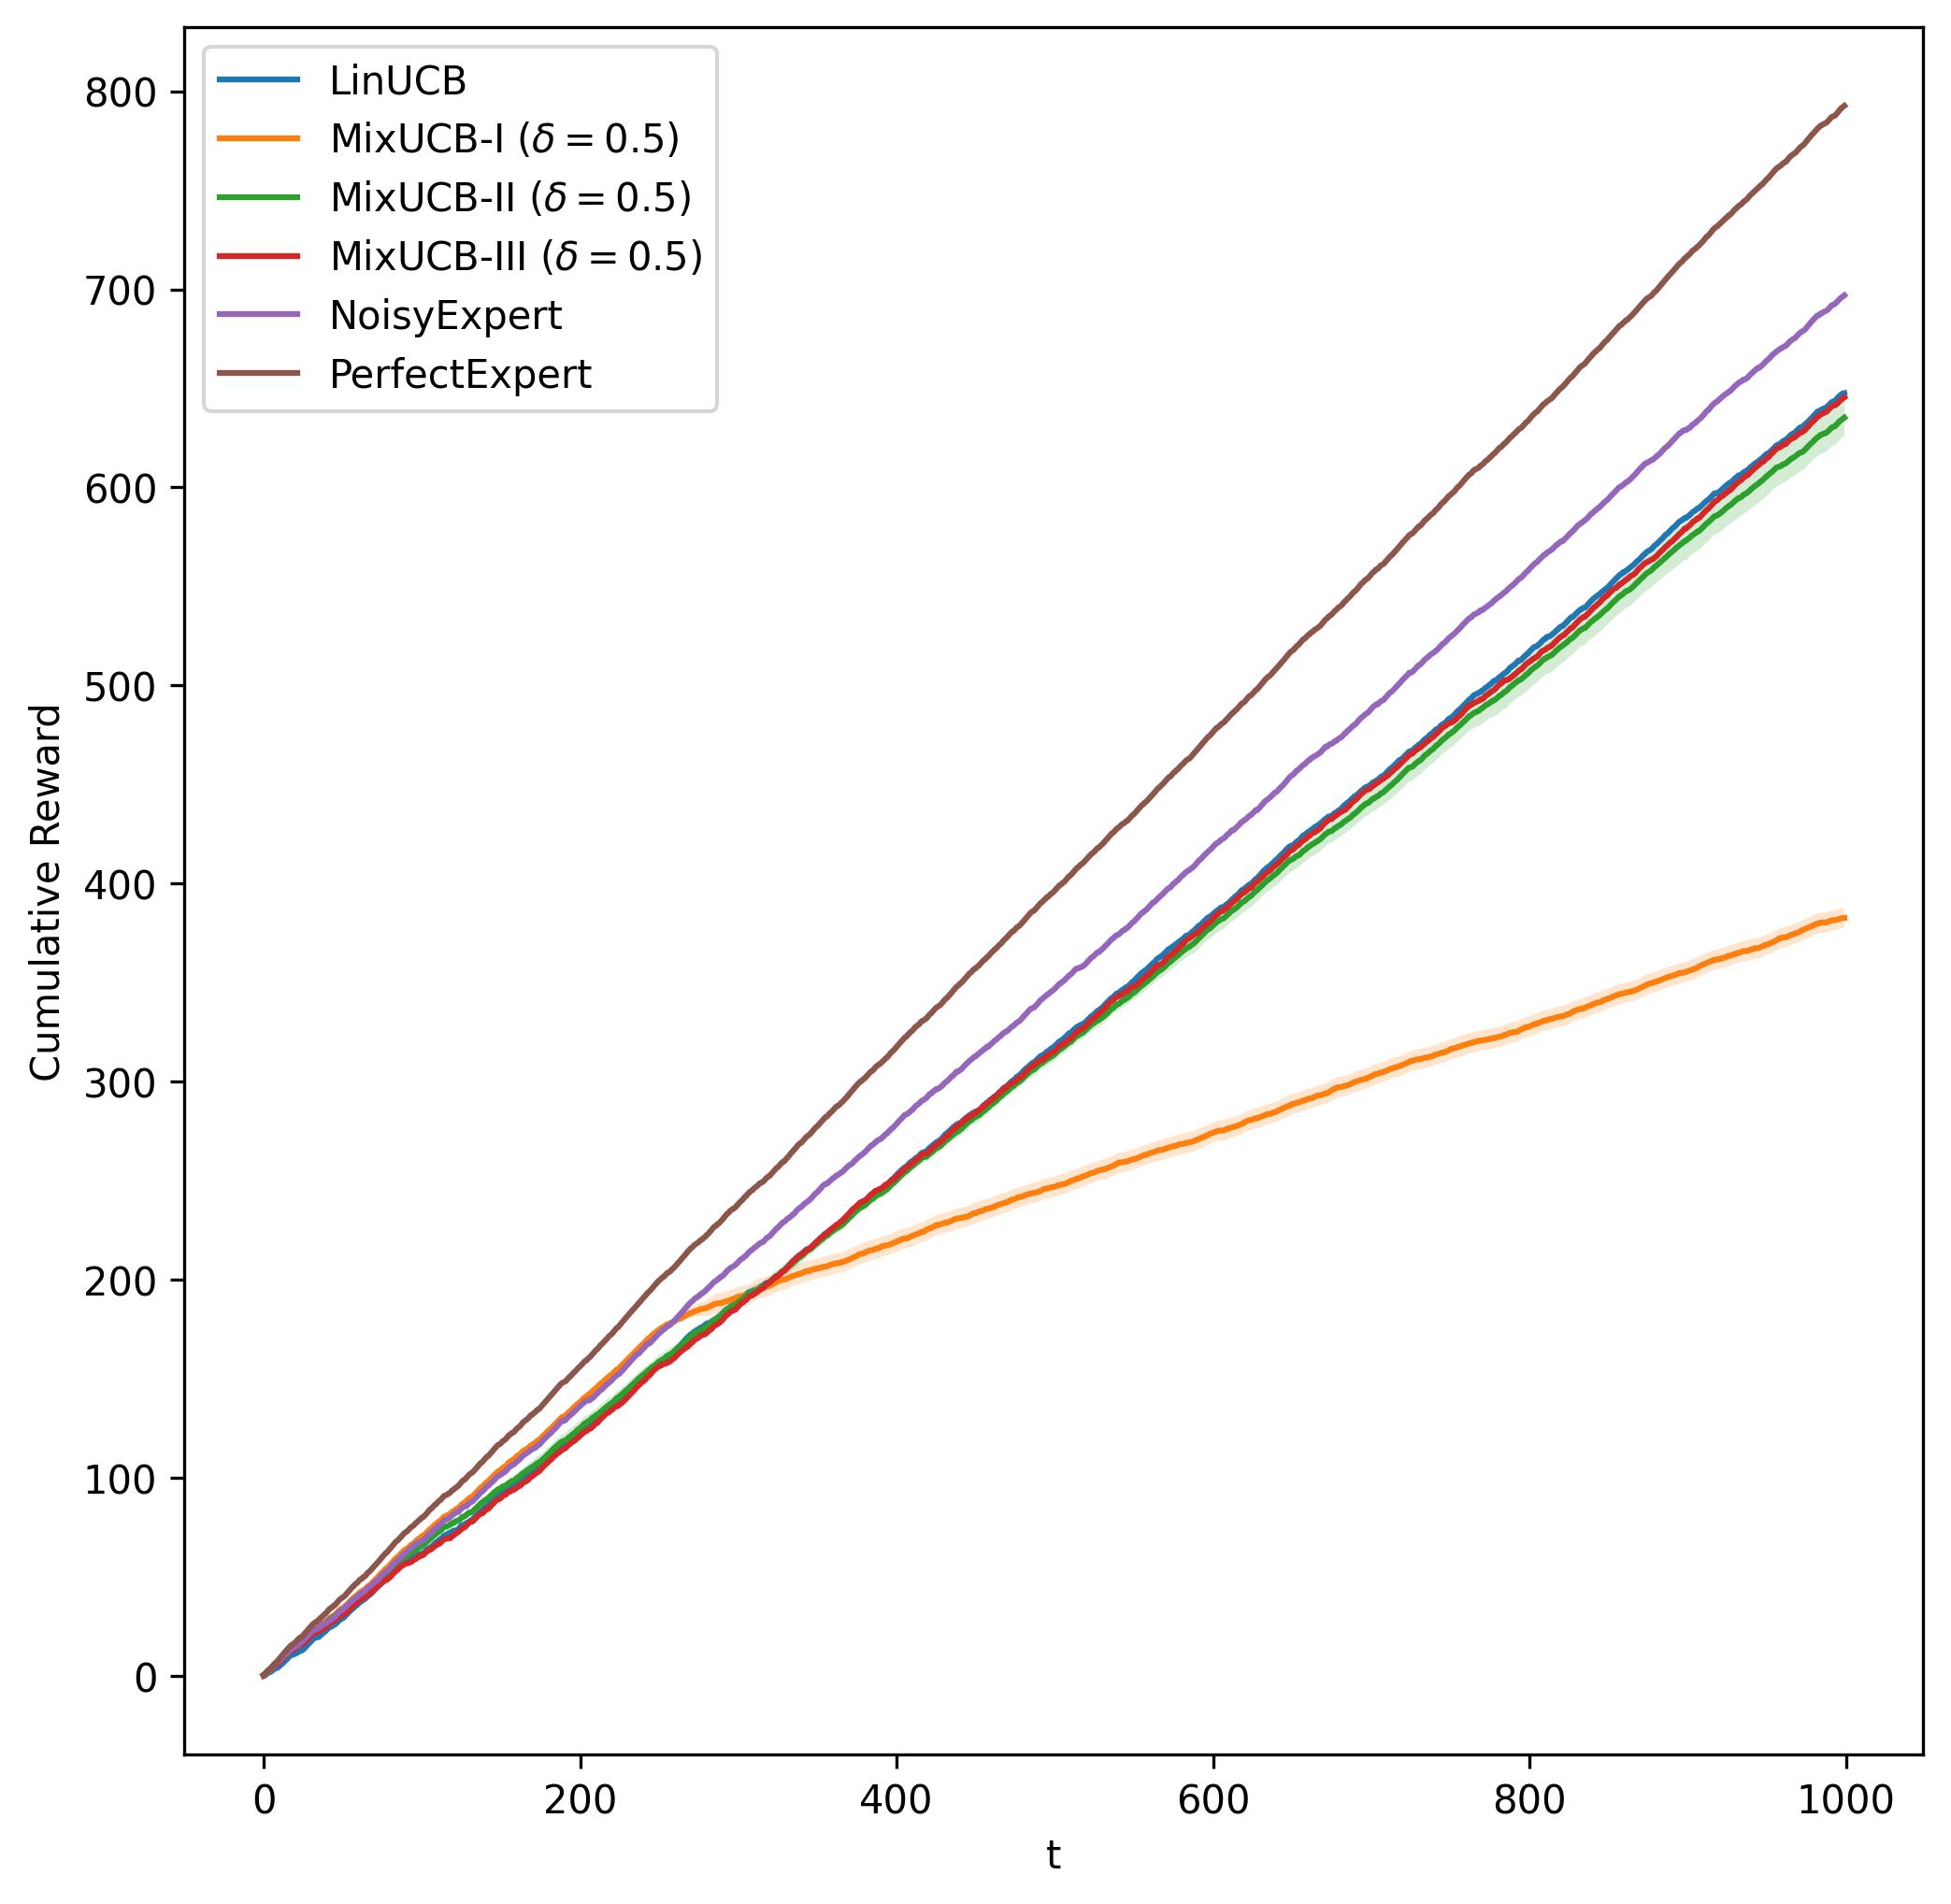 LinUCB
MixUCB-I (δ = 0.5)
MixUCB-II (δ = 0.5)
MixUCB-III (δ = 0.5)
NoisyExpert
PerfectExpert
800
700
600
500
400
300
200
100
0
Cumulative Reward
0 200 400 600 800 1000
t